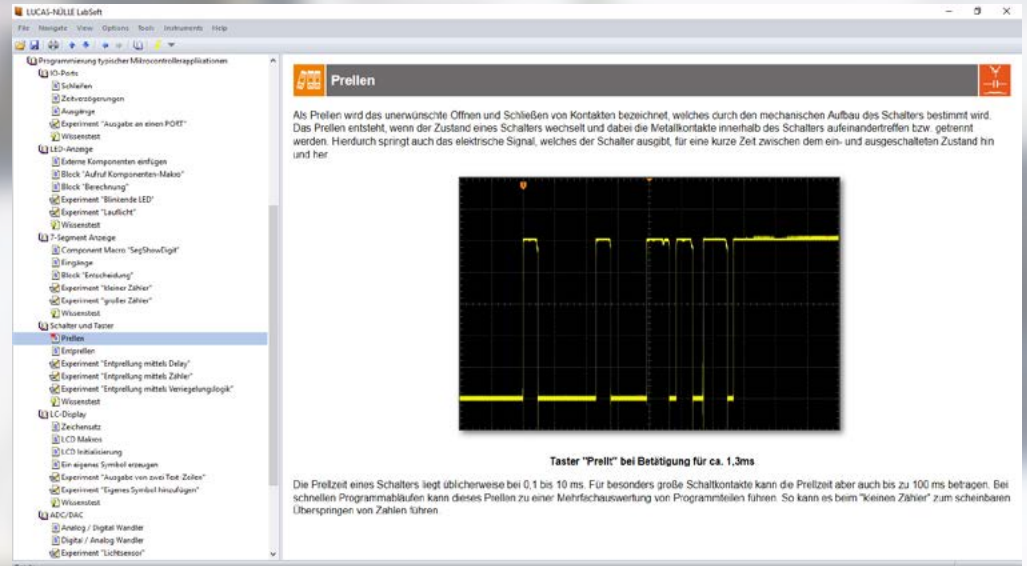 LUCAS-NÜLLE LabSoft
File Navigate View Options Tools Instruments Help
Programmierung typischer Mikrocontrollerapplikationen
IO-Ports
Schleifen
Zeitverzögerungen
Ausgänge
Experiment "Ausgabe an einen PORT"
Wissenstest
LED-Anzeige
Externe Komponenten einfügen
Block "Aufruf Komponenten-Makro"
Block "Berechnung"
Experiment "Blinkende LED"
Experiment "Lauflicht"
Wissenstest
7-Segment Anzeige
Component Macro "SegShowDigit"
Eingänge
Block "Entscheidung"
Experiment "kleiner Zähler"
Experiment "großer Zähler"
Wissenstest
Schalter und Taster
Prellen
Entprellen
Experiment "Entprellung mittels Delay"
Experiment "Entprellung mittels Zähler"
Experiment "Entprellung mittels Verriegelungslogik"
Wissenstest
LC-Display
Zeichensatz
LCD Makros
LCD Initialisierung
Ein eigenes Symbol erzeugen
Experiment "Ausgabe von zwei Text-Zeilen"
Experiment "Eigenes Symbol hinzufügen"
Wissenstest
ADC/DAC
Analog / Digital Wandler
Digital / Analog Wandler
Experiment "Lichtsensor"
Prellen
Als Prellen wird das unerwünschte Öffnen und Schließen von Kontakten bezeichnet, welches durch den mechanischen Aufbau des Schalters bestimmt wird.
Das Prellen entsteht, wenn der Zustand eines Schalters wechselt und dabei die Metallkontakte innerhalb des Schalters aufeinandertreffen bzw. getrennt
werden. Hierdurch springt auch das elektrische Signal, welches der Schalter ausgibt, für eine kurze Zeit zwischen dem ein- und ausgeschalteten Zustand hin
und her
Taster "Prellt" bei Betätigung für ca. 1,3ms
Die Prellzeit eines Schalters liegt üblicherweise bei 0,1 bis 10 ms. Für besonders große Schaltkontakte kann die Prellzeit aber auch bis zu 100 ms betragen. Bei
schnellen Programmabläufen kann dieses Prellen zu einer Mehrfachauswertung von Programmteilen führen. So kann es beim "kleinen Zähler" zum scheinbaren
Überspringen von Zahlen führen.